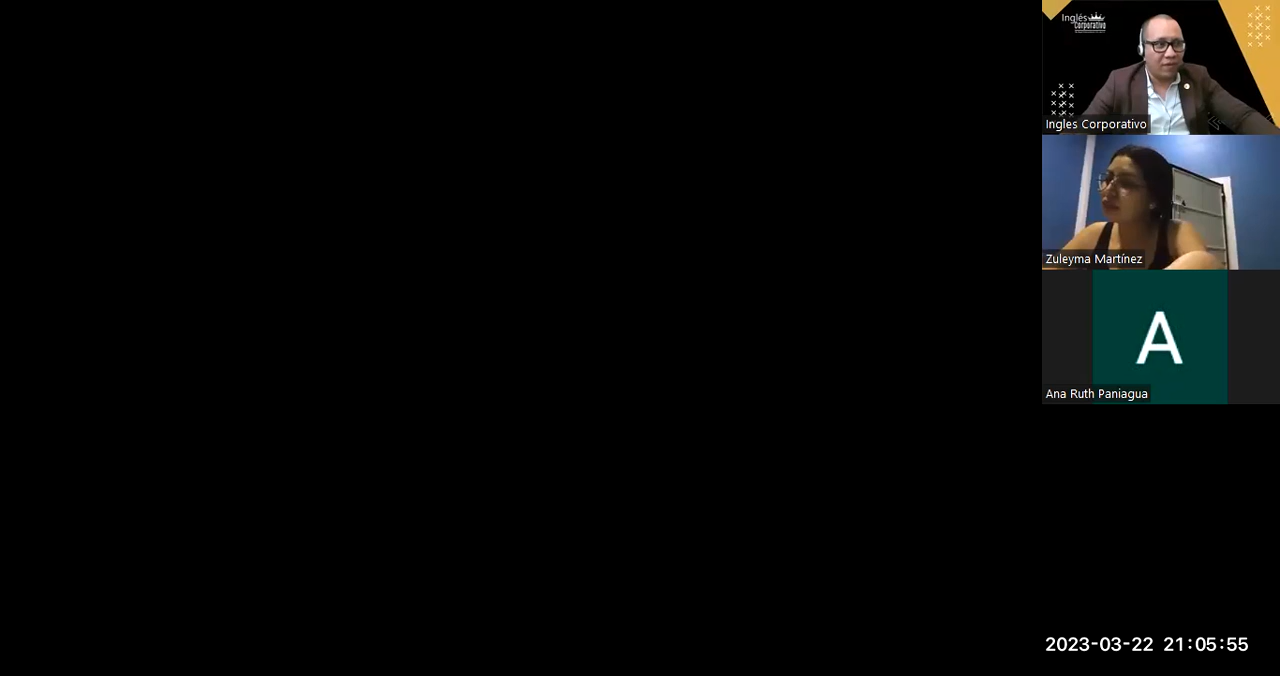 Inglés
Corporativo
Ingles Corporativo
Zuleyma Martínez
A
Ana Ruth Paniagua
2023-03-22 21:05:55